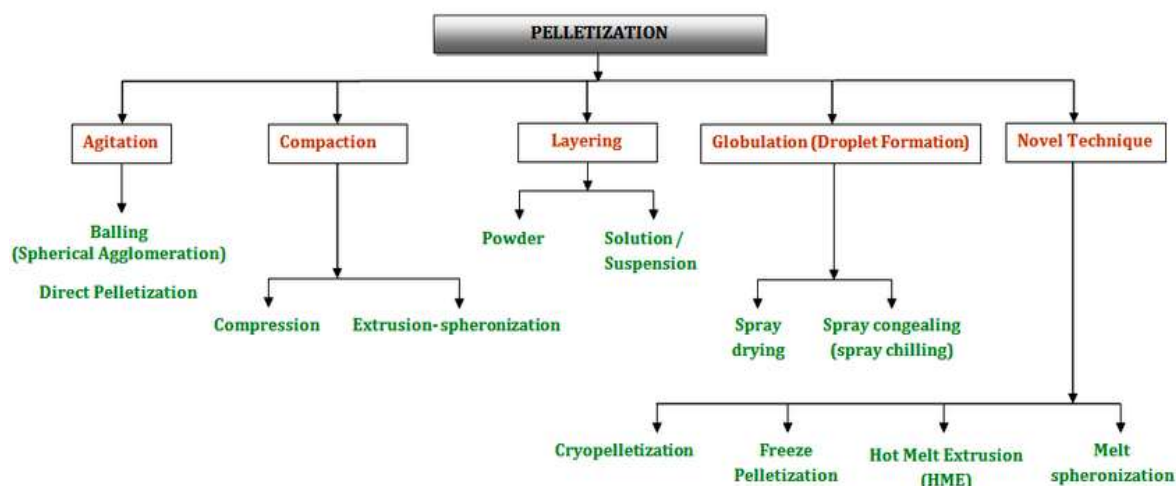 PELLETIZATION
Agitation
Compaction
Layering
Globulation (Droplet Formation)
Novel Technique
Balling
(Spherical Agglomeration)
Direct Pelletization
Powder
Solution /
Suspension
Compression
Extrusion- spheronization
Spray
drying
Spray congealing
(spray chilling)
Cryopelletization
Freeze
Pelletization
Hot Melt Extrusion
(HME)
Melt
spheronization